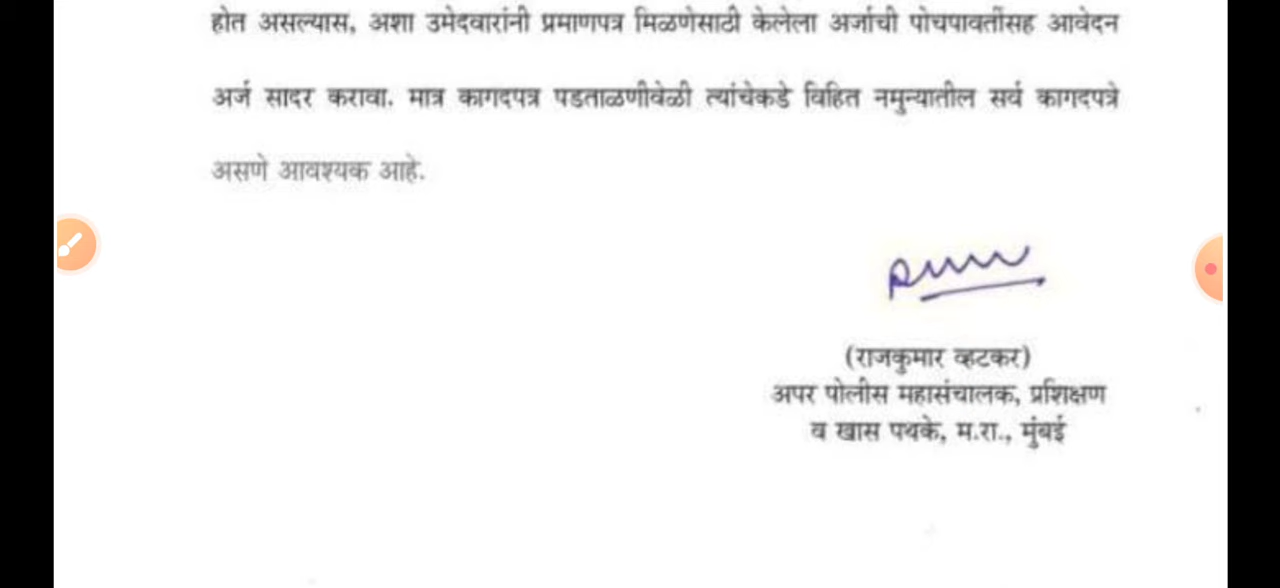 होत असल्यास, अशा उमेदवारांनी प्रमाणपत्र मिळणेसाठी केलेला अर्जाची पोचपावतीसह आवेदन
अर्ज सादर करावा. मात्र कागदपत्र पडताळणीवेळी त्यांचेकडे विहित नमुन्यातील सर्व कागदपत्रे
असणे आवश्यक आहे.
(राजकुमार व्हटकर)
अपर पोलीस महासंचालक, प्रशिक्षण
व खास पथके, म.रा., मुंबई